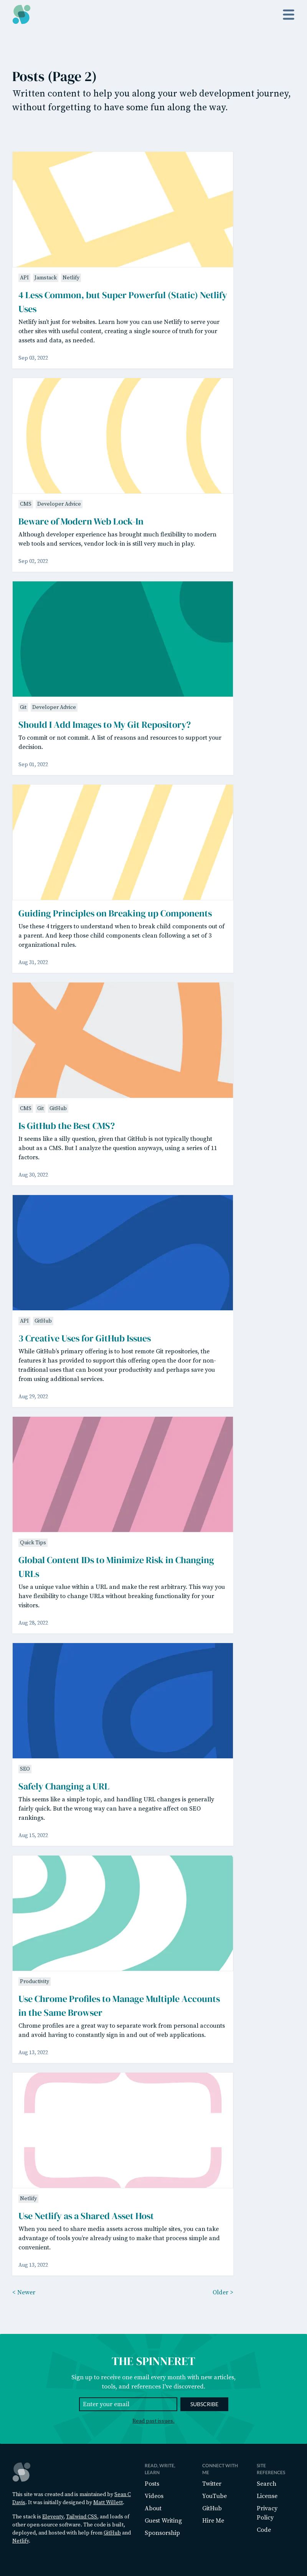 Posts (Page 2)
Written content to help you along your web development journey,
without forgetting to have some fun along the way.
API Jamstack Netlify
4 Less Common, but Super Powerful (Static) Netlify
Uses
Netlify isn't just for websites. Learn how you can use Netlify to serve your
other sites with useful content, creating a single source of truth for your
assets and data, as needed.
Sep 03, 2022
CMS Developer Advice
Beware of Modern Web Lock-In
Although developer experience has brought much flexibility to modern
web tools and services, vendor lock-in is still very much in play.
Sep 02, 2022
Git Developer Advice
Should I Add Images to My Git Repository?
To commit or not commit. A list of reasons and resources to support your
decision.
Sep 01, 2022
Guiding Principles on Breaking up Components
Use these 4 triggers to understand when to break child components out of
a parent. And keep those child components clean following a set of 3
organizational rules.
Aug 31, 2022
CMS Git GitHub
Is GitHub the Best CMS?
It seems like a silly question, given that GitHub is not typically thought
about as a CMS. But I analyze the question anyways, using a series of 11
factors.
Aug 30, 2022
API GitHub
3 Creative Uses for GitHub Issues
While GitHub's primary offering is to host remote Git repositories, the
features it has provided to support this offering open the door for non-
traditional uses that can boost your productivity and perhaps save you
from using additional services.
Aug 29, 2022
Quick Tips
Global Content IDs to Minimize Risk in Changing
URLs
Use a unique value within a URL and make the rest arbitrary. This way you
have flexibility to change URLs without breaking functionality for your
visitors.
Aug 28, 2022
SEO
Safely Changing a URL
This seems like a simple topic, and handling URL changes is generally
fairly quick. But the wrong way can have a negative affect on SEO
rankings.
Aug 15, 2022
Productivity
Use Chrome Profiles to Manage Multiple Accounts
in the Same Browser
Chrome profiles are a great way to separate work from personal accounts
and avoid having to constantly sign in and out of web applications.
Aug 13, 2022
Netlify
Use Netlify as a Shared Asset Host
When you need to share media assets across multiple sites, you can take
advantage of tools you're already using to make that process simple and
convenient.
Aug 13, 2022
< Newer
Older >
THE SPINNERET
Sign up to receive one email every month with new articles,
tools, and references I've discovered.
Enter your email
SUBSCRIBE
Read past issues.
This site was created and is maintained by Sean C
Davis. It was initially designed by Matt Willett.
The stack is Eleventy, Tailwind CSS, and loads of
other open source software. The code is built,
deployed, and hosted with help from GitHub and
Netlify.
READ. WRITE.
LEARN
Posts
Videos
About
Guest Writing
Sponsorship
CONNECT WITH
ME
Twitter
YouTube
GitHub
Hire Me
SITE
REFERENCES
Search
License
Privacy
Policy
Code